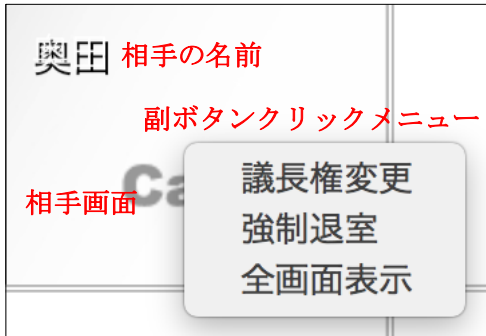 奥田 相手の名前
副ボタンクリックメニュー
相手画面 Ca
議長権変更
強制退室
全画面表示